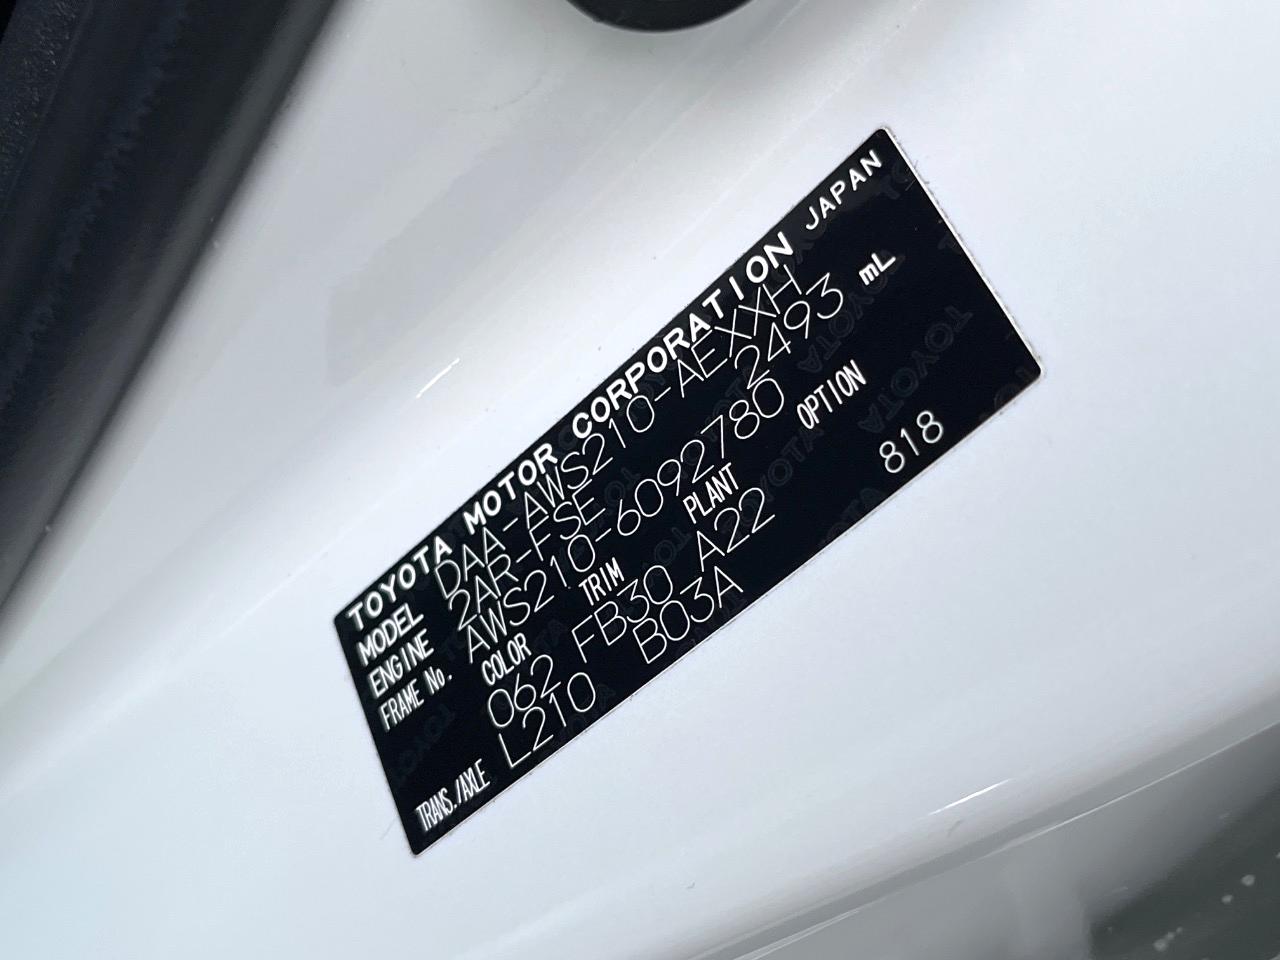 TOYOTA MOTOR CORPORATION JAPAN
MODEL DAA-AWS210-AEXXH
ENGINE 2AR-FSE 2493 mL
FRAME No. AWS210-6092780
COLOR TRIM PLANT OPTION
062 FB30 A22 818
TRANS./AXLE L210 B03A